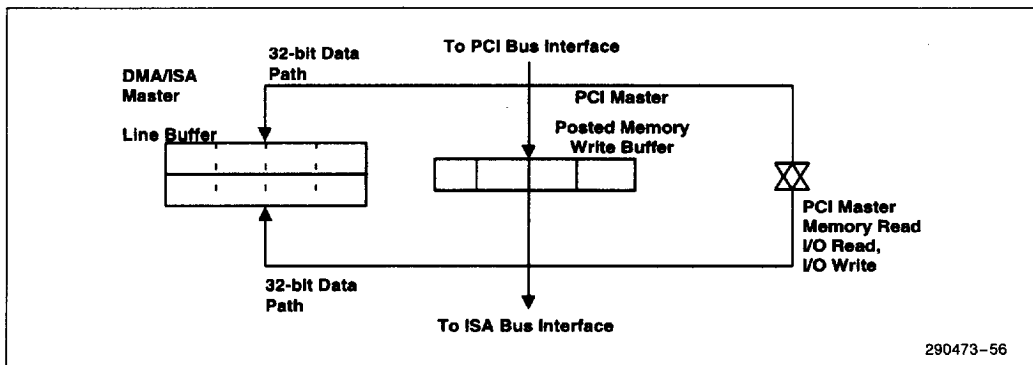 To PCI Bus Interface
32-bit Data
Path
DMA/ISA
Master
Line Buffer
PCI Master
Posted Memory
Write Buffer
PCI Master
Memory Read
I/O Read,
I/O Write
32-bit Data
Path
To ISA Bus Interface
290473-56